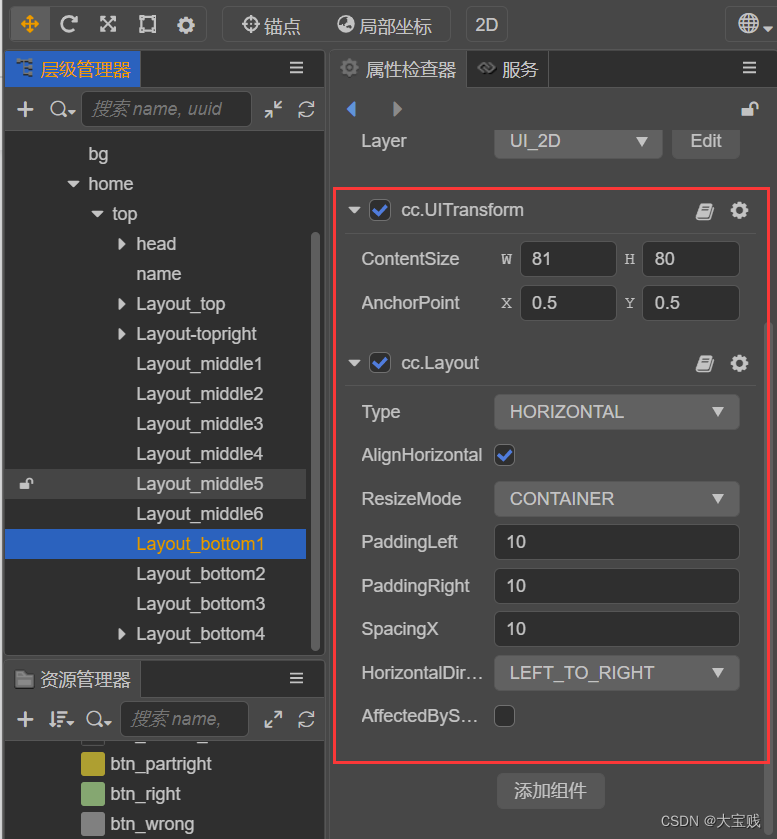 锚点 局部坐标 2D
层级管理器
搜索 name, uuid
bg
home
top
head
name
Layout_top
Layout-topright
Layout_middle1
Layout_middle2
Layout_middle3
Layout_middle4
Layout_middle5
Layout_middle6
Layout_bottom1
Layout_bottom2
Layout_bottom3
Layout_bottom4
资源管理器
搜索 name,
btn_partright
btn_right
btn_wrong
属性检查器 服务
Layer UI_2D Edit
cc.UITransform
ContentSize W 81 H 80
AnchorPoint X 0.5 Y 0.5
cc.Layout
Type HORIZONTAL
AlignHorizontal
ResizeMode CONTAINER
PaddingLeft 10
PaddingRight 10
SpacingX 10
HorizontalDir... LEFT_TO_RIGHT
AffectedByS...
添加组件
CSDN @大宝贱